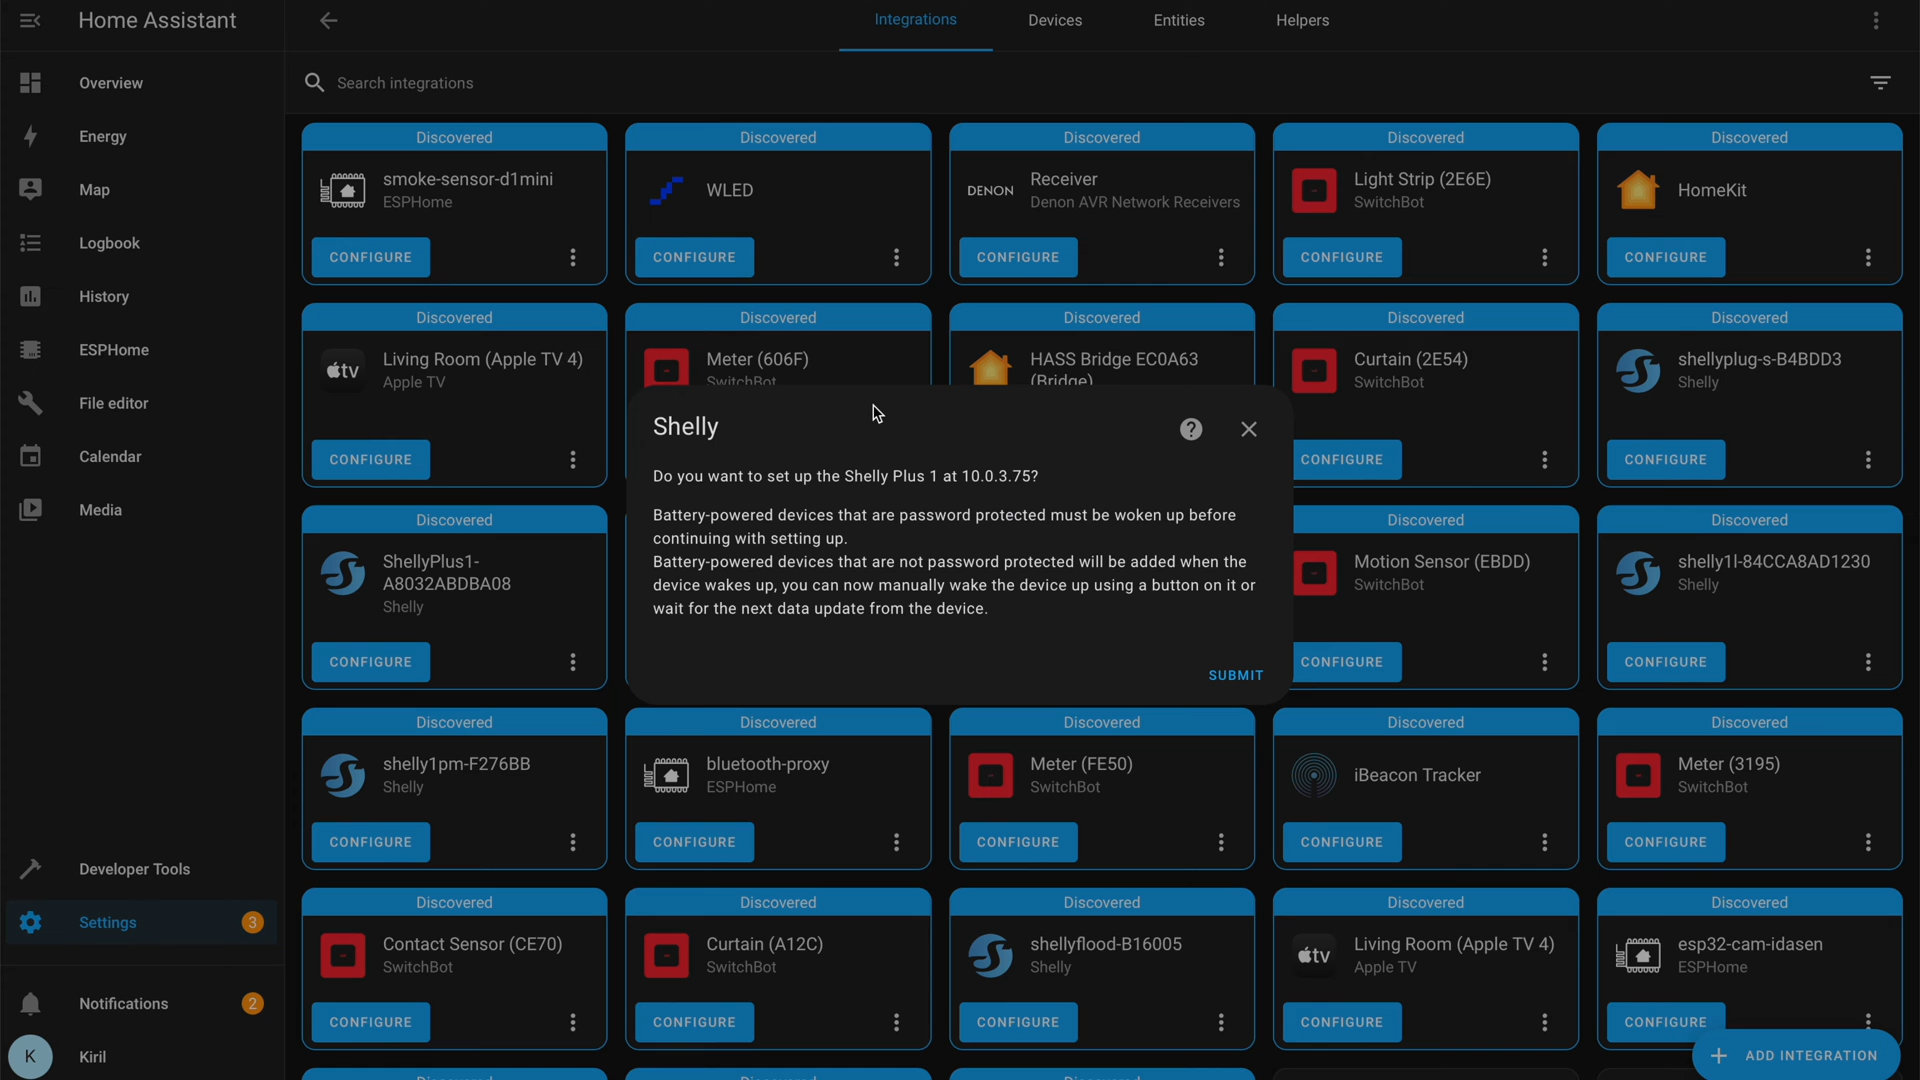 Home Assistant
Integrations
Devices
Entities
Helpers
Overview
Energy
Map
Logbook
History
ESPHome
File editor
Calendar
Media
Developer Tools
Settings
3
Notifications
2
K
Kiril
Search integrations
Discovered
smoke-sensor-d1mini
ESPHome
CONFIGURE
Discovered
WLED
CONFIGURE
Discovered
DENON
Receiver
Denon AVR Network Receivers
CONFIGURE
Discovered
Light Strip (2E6E)
SwitchBot
CONFIGURE
Discovered
HomeKit
CONFIGURE
Discovered
tv
Living Room (Apple TV 4)
Apple TV
CONFIGURE
Discovered
Meter (606F)
SwitchBot
Discovered
HASS Bridge EC0A63
(Bridge)
Discovered
Curtain (2E54)
SwitchBot
CONFIGURE
Discovered
shellyplug-s-B4BDD3
Shelly
CONFIGURE
Shelly
?
Do you want to set up the Shelly Plus 1 at 10.0.3.75?
Battery-powered devices that are password protected must be woken up before
continuing with setting up.
Battery-powered devices that are not password protected will be added when the
device wakes up, you can now manually wake the device up using a button on it or
wait for the next data update from the device.
SUBMIT
Discovered
ShellyPlus1-
A8032ABDBA08
Shelly
CONFIGURE
Discovered
Motion Sensor (EBDD)
SwitchBot
CONFIGURE
Discovered
shelly1l-84CCA8AD1230
Shelly
CONFIGURE
Discovered
shelly1pm-F276BB
Shelly
CONFIGURE
Discovered
bluetooth-proxy
ESPHome
CONFIGURE
Discovered
Meter (FE50)
SwitchBot
CONFIGURE
Discovered
iBeacon Tracker
CONFIGURE
Discovered
Meter (3195)
SwitchBot
CONFIGURE
Discovered
Contact Sensor (CE70)
SwitchBot
CONFIGURE
Discovered
Curtain (A12C)
SwitchBot
CONFIGURE
Discovered
shellyflood-B16005
Shelly
CONFIGURE
Discovered
tv
Living Room (Apple TV 4)
Apple TV
CONFIGURE
Discovered
esp32-cam-idasen
ESPHome
CONFIGURE
ADD INTEGRATION
Discovered
Discovered
Discovered